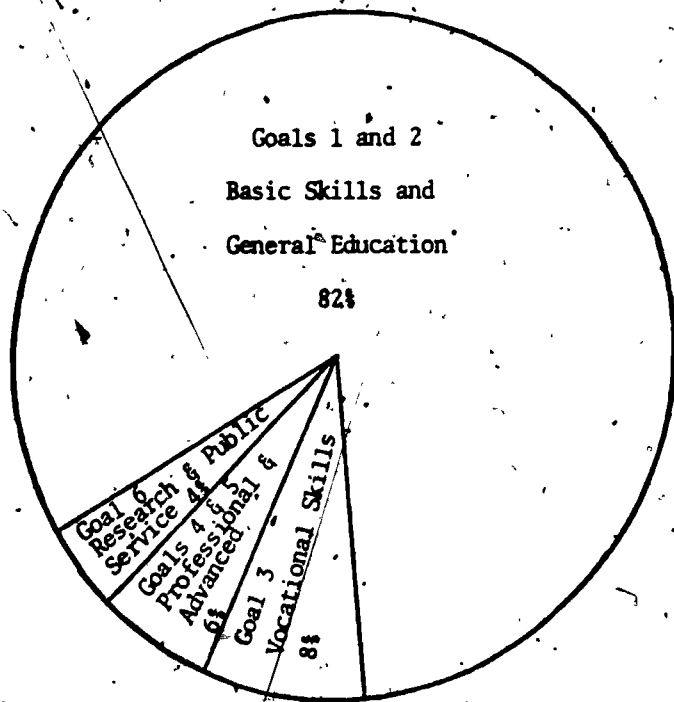 Goals 1 and 2
Basic Skills and
General Education
82%
Goal 6
Research & Public
Service 4%
Goals 4 & 5
Professional &
Advanced
6%
Goal 3
Vocational Skills
8%